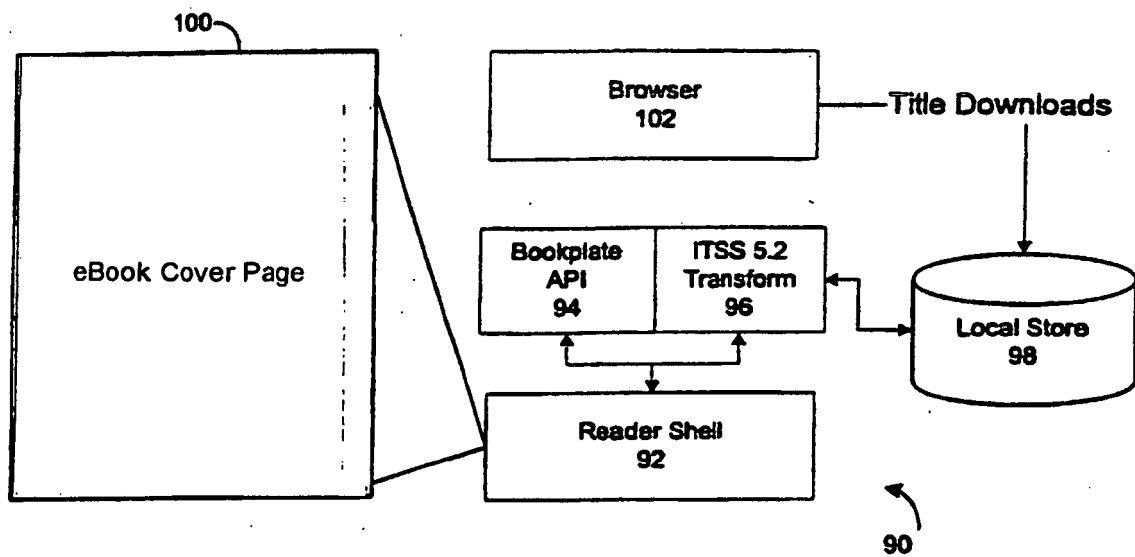 100
Browser
102
Title Downloads
eBook Cover Page
Bookplate
API
94
ITSS 5.2
Transform
96
Local Store
98
Reader Shell
92
90